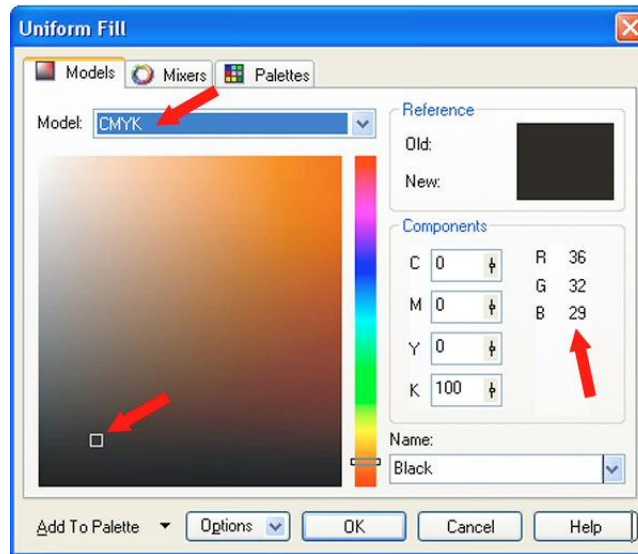 Uniform Fill
Models Mixers Palettes
Model: CMYK
Reference
Old:
New:
Components
C 0 R 36
G 32
M 0 B 29
Y 0
K 100
Name:
Black
Add To Palette Options OK Cancel Help